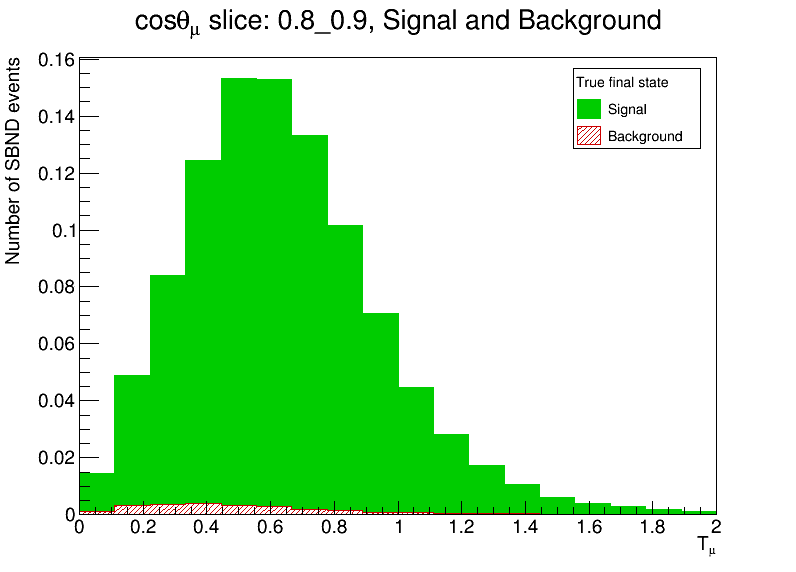 cosθμ slice: 0.8_0.9, Signal and Background
Number of SBND events
0.16
0.14
0.12
0.1
0.08
0.06
0.04
0.02
0
True final state
Signal
Background
0 0.2 0.4 0.6 0.8 1 1.2 1.4 1.6 1.8 2
Tμ